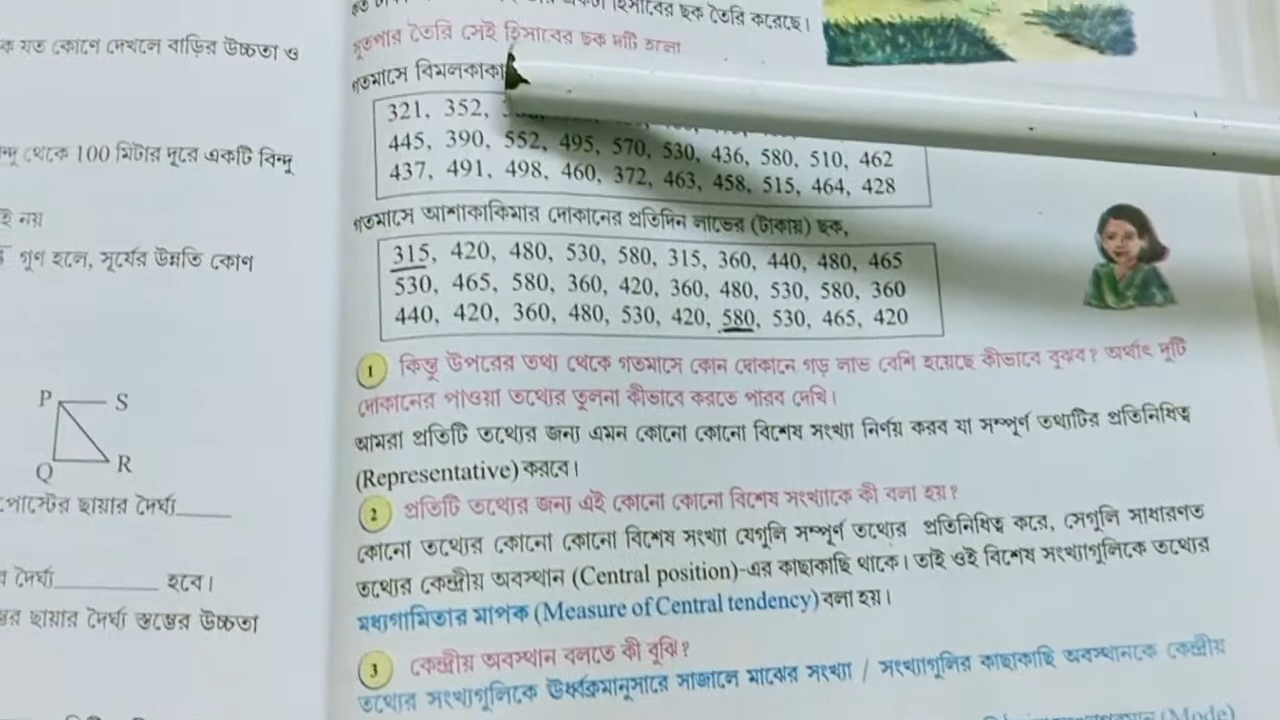 ক যত কোণে দেখলে বাড়ির উচ্চতা ও
থেকে 100 মিটার দূরে একটি বিন্দু
ই নয়
গুণ হলে, সূর্যের উন্নতি কোণ
P S
Q R
পোস্টের ছায়ার দৈর্ঘ্য______
দৈর্ঘ্য________ হবে।
ছায়ার দৈর্ঘ্য স্তম্ভের উচ্চতা
হিসাবের ছক তৈরি করেছে।
সুতপার তৈরি সেই হিসাবের ছক দুটি হলো
গতমাসে বিমলকাকা
321, 352,
445, 390, 552, 495, 570, 530, 436, 580, 510, 462
437, 491, 498, 460, 372, 463, 458, 515, 464, 428
গতমাসে আশাকাকিমার দোকানের প্রতিদিন লাভের (টাকায়) ছক,
315, 420, 480, 530, 580, 315, 360, 440, 480, 465
530, 465, 580, 360, 420, 360, 480, 530, 580, 360
440, 420, 360, 480, 530, 420, 580, 530, 465, 420
1 কিন্তু উপরের তথ্য থেকে গতমাসে কোন দোকানে গড় লাভ বেশি হয়েছে কীভাবে বুঝব? অর্থাৎ দুটি
দোকানের পাওয়া তথ্যের তুলনা কীভাবে করতে পারব দেখি।
আমরা প্রতিটি তথ্যের জন্য এমন কোনো কোনো বিশেষ সংখ্যা নির্ণয় করব যা সম্পূর্ণ তথ্যটির প্রতিনিধিত্ব
(Representative) করবে।
2 প্রতিটি তথ্যের জন্য এই কোনো কোনো বিশেষ সংখ্যাকে কী বলা হয়?
কোনো তথ্যের কোনো কোনো বিশেষ সংখ্যা যেগুলি সম্পূর্ণ তথ্যের প্রতিনিধিত্ব করে, সেগুলি সাধারণত
তথ্যের কেন্দ্রীয় অবস্থান (Central position)-এর কাছাকাছি থাকে। তাই ওই বিশেষ সংখ্যাগুলিকে তথ্যের
মধ্যগামিতার মাপক (Measure of Central tendency) বলা হয়।
3 কেন্দ্রীয় অবস্থান বলতে কী বুঝি?
তথ্যের সংখ্যাগুলিকে ঊর্ধ্বক্রমানুসারে সাজালে মাঝের সংখ্যা / সংখ্যাগুলির কাছাকাছি অবস্থানকে কেন্দ্রীয়
(Mode)